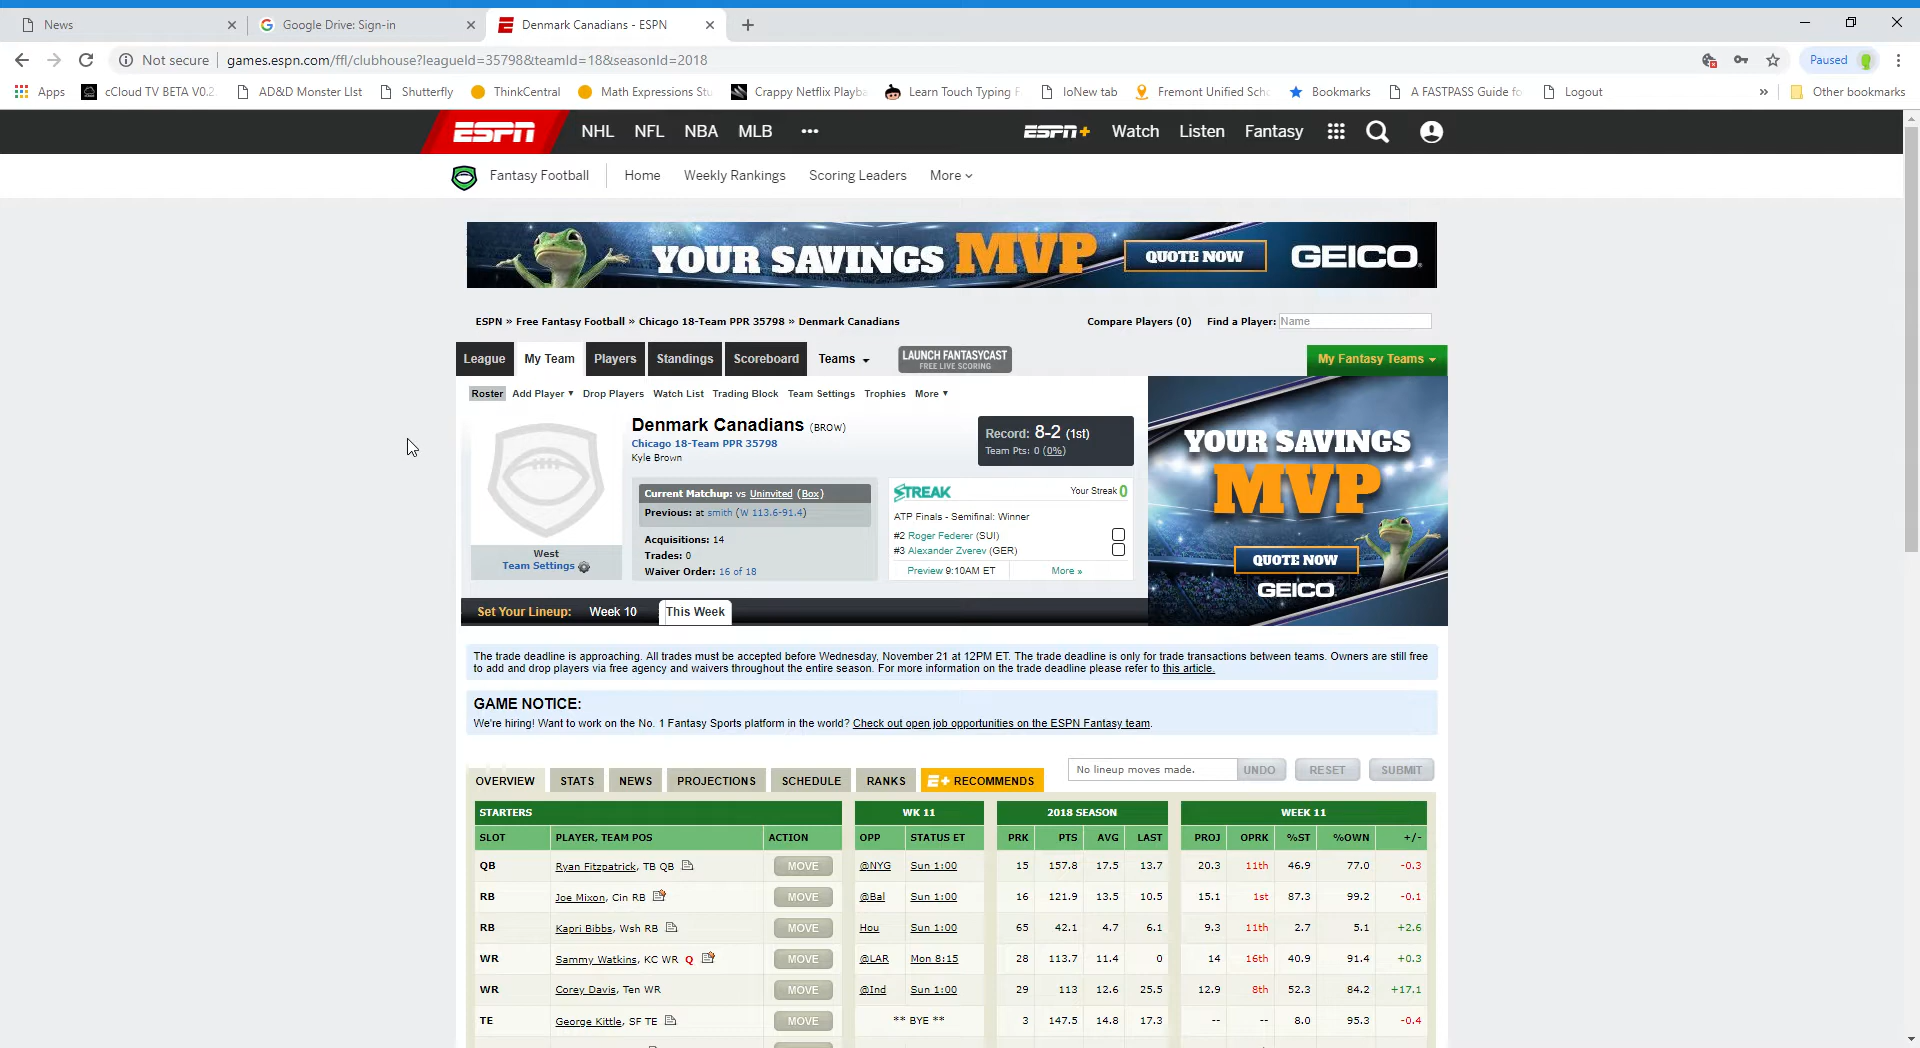 News
Google Drive: Sign-in
Denmark Canadians - ESPN
Not secure
games.espn.com/ffl/clubhouse?leagueId=35798&teamId=18&seasonId=2018
Paused
Apps
cCloud TV BETA V0.2
AD&D Monster LIst
Shutterfly
ThinkCentral
Math Expressions Stu
Crappy Netflix Playba
Learn Touch Typing F
IoNew tab
Fremont Unified Scho
Bookmarks
A FASTPASS Guide fo
Logout
»
Other bookmarks
ESPN NHL NFL NBA MLB ••• ESPN+ Watch Listen Fantasy
Fantasy Football Home Weekly Rankings Scoring Leaders More
YOUR SAVINGS MVP QUOTE NOW GEICO.
ESPN » Free Fantasy Football » Chicago 18-Team PPR 35798 » Denmark Canadians
Compare Players (0) Find a Player: Name
League My Team Players Standings Scoreboard Teams
LAUNCH FANTASYCAST
FREE LIVE SCORING
My Fantasy Teams
Roster Add Player Drop Players Watch List Trading Block Team Settings Trophies More
Denmark Canadians (BROW)
Chicago 18-Team PPR 35798
Kyle Brown
Record: 8-2 (1st)
Team Pts: 0 (0%)
West
Team Settings
Current Matchup: vs Uninvited (Box)
Previous: at smith (W 113.6-91.4)
Acquisitions: 14
Trades: 0
Waiver Order: 16 of 18
STREAK Your Streak 0
ATP Finals - Semifinal: Winner
#2 Roger Federer (SUI)
#3 Alexander Zverev (GER)
Preview 9:10AM ET More »
YOUR SAVINGS
MVP
QUOTE NOW
GEICO.
Set Your Lineup: Week 10 This Week
The trade deadline is approaching. All trades must be accepted before Wednesday, November 21 at 12PM ET. The trade deadline is only for trade transactions between teams. Owners are still free
to add and drop players via free agency and waivers throughout the entire season. For more information on the trade deadline please refer to this article.
GAME NOTICE:
We're hiring! Want to work on the No. 1 Fantasy Sports platform in the world? Check out open job opportunities on the ESPN Fantasy team.
OVERVIEW STATS NEWS PROJECTIONS SCHEDULE RANKS E+ RECOMMENDS
No lineup moves made. UNDO RESET SUBMIT
STARTERS WK 11 2018 SEASON WEEK 11
SLOT PLAYER, TEAM POS ACTION OPP STATUS ET PRK PTS AVG LAST PROJ OPRK %ST %OWN +/-
QB Ryan Fitzpatrick, TB QB MOVE @NYG Sun 1:00 15 157.8 17.5 13.7 20.3 11th 46.9 77.0 -0.3
RB Joe Mixon, Cin RB MOVE @Bal Sun 1:00 16 121.9 13.5 10.5 15.1 1st 87.3 99.2 -0.1
RB Kapri Bibbs, Wsh RB MOVE Hou Sun 1:00 65 42.1 4.7 6.1 9.3 11th 2.7 5.1 +2.6
WR Sammy Watkins, KC WR Q MOVE @LAR Mon 8:15 28 113.7 11.4 0 14 16th 40.9 91.4 +0.3
WR Corey Davis, Ten WR MOVE @Ind Sun 1:00 29 113 12.6 25.5 12.9 8th 52.3 84.2 +17.1
TE George Kittle, SF TE MOVE ** BYE ** 3 147.5 14.8 17.3 -- -- 8.0 95.3 -0.4